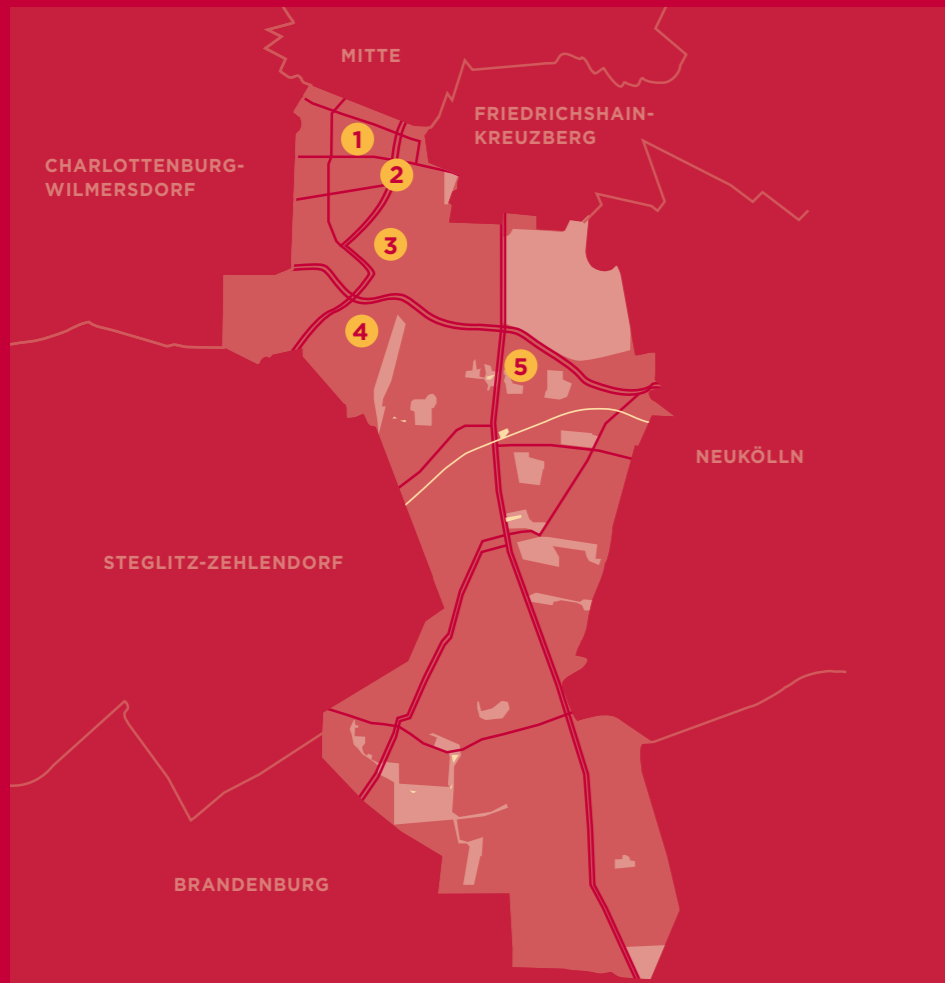 MITTE
FRIEDRICHSHAIN-
KREUZBERG
1
CHARLOTTENBURG-
WILMERSDORF
2
3
4
5
NEUKÖLLN
STEGLITZ-ZEHLENDORF
BRANDENBURG